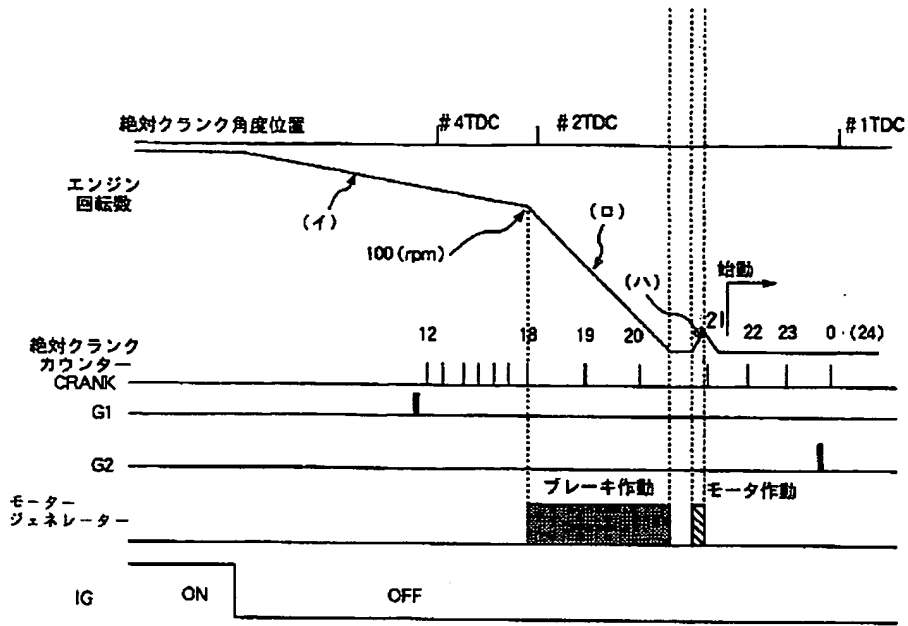 絶対クランク角度位置
#4TDC
#2TDC
#1TDC
エンジン
回転数
(イ)
100(rpm)
(ロ)
(ハ)
始動
絶対クランク
カウンター
CRANK
12
18
19
20
21
22
23
0・(24)
G1
G2
ブレーキ作動
モータ作動
モーター
ジェネレーター
IG
ON
OFF